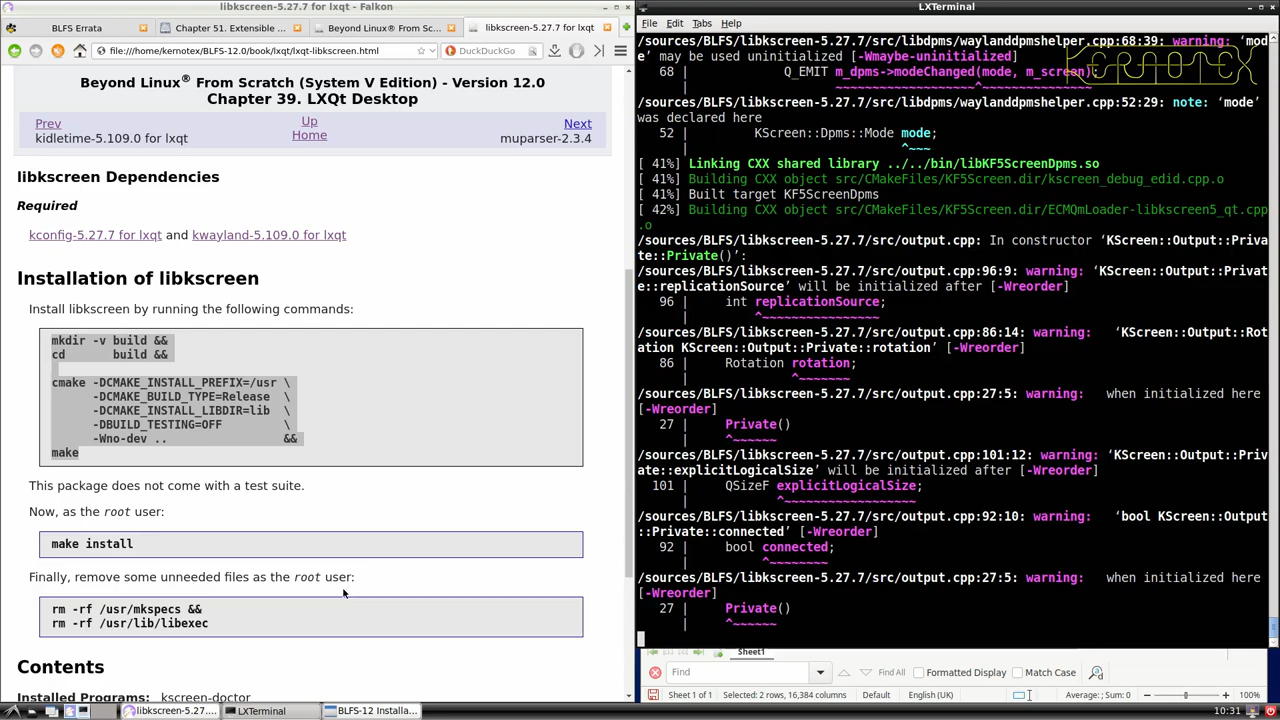 libkscreen-5.27.7 for lxqt - Falkon
BLFS Errata
Chapter 51. Extensible ...
Beyond Linux® From Sc...
libkscreen-5.27.7 for lxqt
file:///home/kernotex/BLFS-12.0/book/lxqt/lxqt-libkscreen.html
DuckDuckGo
Beyond Linux® From Scratch (System V Edition) - Version 12.0
Chapter 39. LXQt Desktop
Prev
kidletime-5.109.0 for lxqt
Up
Home
Next
muparser-2.3.4
libkscreen Dependencies
Required
kconfig-5.27.7 for lxqt and kwayland-5.109.0 for lxqt
Installation of libkscreen
Install libkscreen by running the following commands:
mkdir -v build &&
cd       build &&
cmake -DCMAKE_INSTALL_PREFIX=/usr \
      -DCMAKE_BUILD_TYPE=Release  \
      -DCMAKE_INSTALL_LIBDIR=lib  \
      -DBUILD_TESTING=OFF         \
      -Wno-dev ..                 &&
make
This package does not come with a test suite.
Now, as the root user:
make install
Finally, remove some unneeded files as the root user:
rm -rf /usr/mkspecs &&
rm -rf /usr/lib/libexec
Contents
Installed Programs: kscreen-doctor
LXTerminal
File Edit Tabs Help
/sources/BLFS/libkscreen-5.27.7/libdpms/waylanddpmshelper.cpp:68:39: warning: ‘mod
e’ may be used uninitialized [-Wmaybe-uninitialized]
68 | Q_EMIT m_dpms->modeChanged(mode, m_screen);
| ~~~~~~~~~~~~~~~~~~~^~~~~~~~~~~~~~~~
KERNOTEX
/sources/BLFS/libkscreen-5.27.7/libdpms/waylanddpmshelper.cpp:52:29: note: ‘mode’
was declared here
52 | KScreen::Dpms::Mode mode;
| ^~~~
[ 41%] Linking CXX shared library ../../bin/libKF5ScreenDpms.so
[ 41%] Building CXX object src/CMakeFiles/KF5Screen.dir/kscreen_debug_edid.cpp.o
[ 41%] Built target KF5ScreenDpms
[ 42%] Building CXX object src/CMakeFiles/KF5Screen.dir/ECMQmLoader-libkscreen5_qt.cpp
.o
/sources/BLFS/libkscreen-5.27.7/src/output.cpp: In constructor ‘KScreen::Output::Priva
te::Private()’:
/sources/BLFS/libkscreen-5.27.7/src/output.cpp:96:9: warning: ‘KScreen::Output::Privat
e::replicationSource’ will be initialized after [-Wreorder]
96 | int replicationSource;
| ^~~~~~~~~~~~~~~~~
/sources/BLFS/libkscreen-5.27.7/src/output.cpp:86:14: warning:   ‘KScreen::Output::Rot
ation KScreen::Output::Private::rotation’ [-Wreorder]
86 | Rotation rotation;
| ^~~~~~~~
/sources/BLFS/libkscreen-5.27.7/src/output.cpp:27:5: warning:   when initialized here
[-Wreorder]
27 | Private()
| ^~~~~~~
/sources/BLFS/libkscreen-5.27.7/src/output.cpp:101:12: warning: ‘KScreen::Output::Priv
ate::explicitLogicalSize’ will be initialized after [-Wreorder]
101 | QSizeF explicitLogicalSize;
| ^~~~~~~~~~~~~~~~~~~
/sources/BLFS/libkscreen-5.27.7/src/output.cpp:92:10: warning:   ‘bool KScreen::Output
::Private::connected’ [-Wreorder]
92 | bool connected;
| ^~~~~~~~~
/sources/BLFS/libkscreen-5.27.7/src/output.cpp:27:5: warning:   when initialized here
[-Wreorder]
27 | Private()
| ^~~~~~~
Sheet1
Find
Find All
Formatted Display
Match Case
Sheet 1 of 1
Selected: 2 rows, 16,384 columns
Default
English (UK)
Average: ; Sum: 0
100%
libkscreen-5.27.7....
LXTerminal
BLFS-12 Installa...
10:31